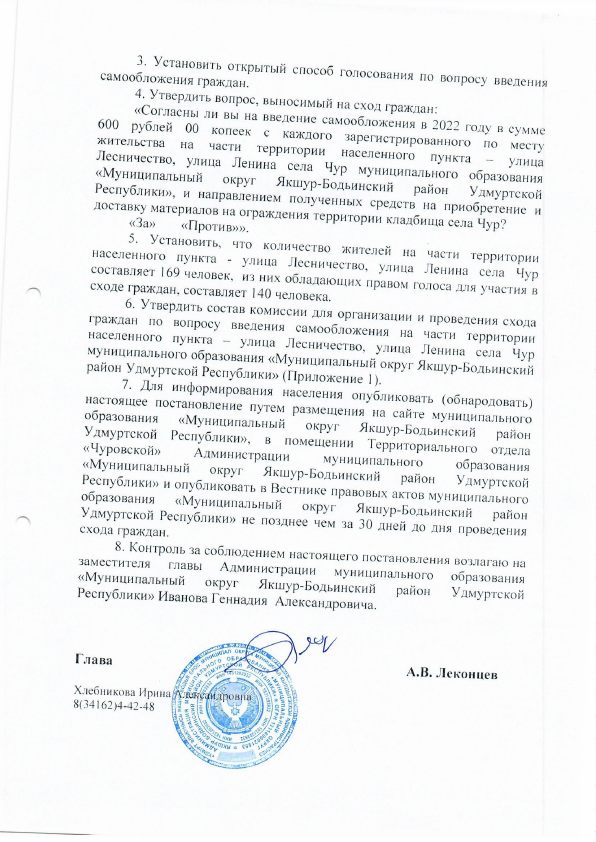 3. Установить открытый способ голосования по вопросу введения
самообложения граждан.
4. Утвердить вопрос, выносимый на сход граждан:
«Согласны ли вы на введение самообложения в 2022 году в сумме
600 рублей 00 копеек с каждого зарегистрированного по месту
жительства на части территории населенного пункта – улица
Лесничество, улица Ленина села Чур муниципального образования
«Муниципальный округ Якшур-Бодьинский район Удмуртской
Республики», и направлением полученных средств на приобретение и
доставку материалов на ограждения территории кладбища села Чур?
«За» «Против»».
5. Установить, что количество жителей на части территории
населенного пункта - улица Лесничество, улица Ленина села Чур
составляет 169 человек, из них обладающих правом голоса для участия в
сходе граждан, составляет 140 человека.
6. Утвердить состав комиссии для организации и проведения схода
граждан по вопросу введения самообложения на части территории
населенного пункта – улица Лесничество, улица Ленина села Чур
муниципального образования «Муниципальный округ Якшур-Бодьинский
район Удмуртской Республики» (Приложение 1).
7. Для информирования населения опубликовать (обнародовать)
настоящее постановление путем размещения на сайте муниципального
образования «Муниципальный округ Якшур-Бодьинский район
Удмуртской Республики», в помещении Территориального отдела
«Чуровской» Администрации муниципального образования
«Муниципальный округ Якшур-Бодьинский район Удмуртской
Республики» и опубликовать в Вестнике правовых актов муниципального
образования «Муниципальный округ Якшур-Бодьинский район
Удмуртской Республики» не позднее чем за 30 дней до дня проведения
схода граждан.
8. Контроль за соблюдением настоящего постановления возлагаю на
заместителя главы Администрации муниципального образования
«Муниципальный округ Якшур-Бодьинский район Удмуртской
Республики» Иванова Геннадия Александровича.
Глава
А.В. Леконцев
Хлебникова Ирина Александровна
8(34162)4-42-48